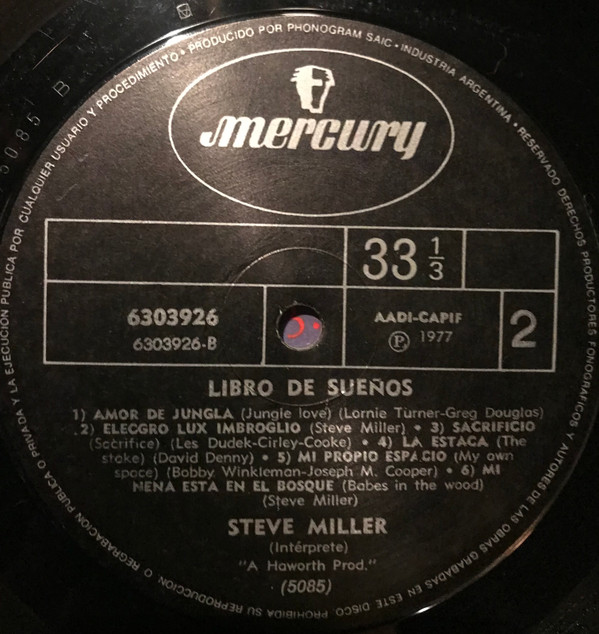 5085 B
PRODUCIDO POR PHONOGRAM SAIC • INDUSTRIA ARGENTINA • RESERVADO DERECHOS PRODUCTORES FONOGRAFICOS Y AUTORES DE LAS OBRAS GRABADAS EN ESTE DISCO PROHIBIDA SU REPRODUCCION O REGRABACION PUBLICA O PRIVADA Y LA EJECUCION PUBLICA POR CUALQUIER USUARIO Y PROCEDIMIENTO •
mercury
33 1/3
6303926
6303926-B
AADI-CAPIF
Ⓟ 1977
2
LIBRO DE SUEÑOS
1) AMOR DE JUNGLA (Jungle love) (Lornie Turner-Greg Douglas)
2) ELECGRO LUX IMBROGLIO (Steve Miller) • 3) SACRIFICIO
(Sacrifice) (Les Dudek-Cirley-Cooke) • 4) LA ESTACA (The
stake) (David Denny) • 5) MI PROPIO ESPACIO (My own
space) (Bobby Winkleman-Joseph M. Cooper) • 6) MI
NENA ESTA EN EL BOSQUE (Babes in the wood)
(Steve Miller)
STEVE MILLER
(Intérprete)
"A Haworth Prod."
(5085)